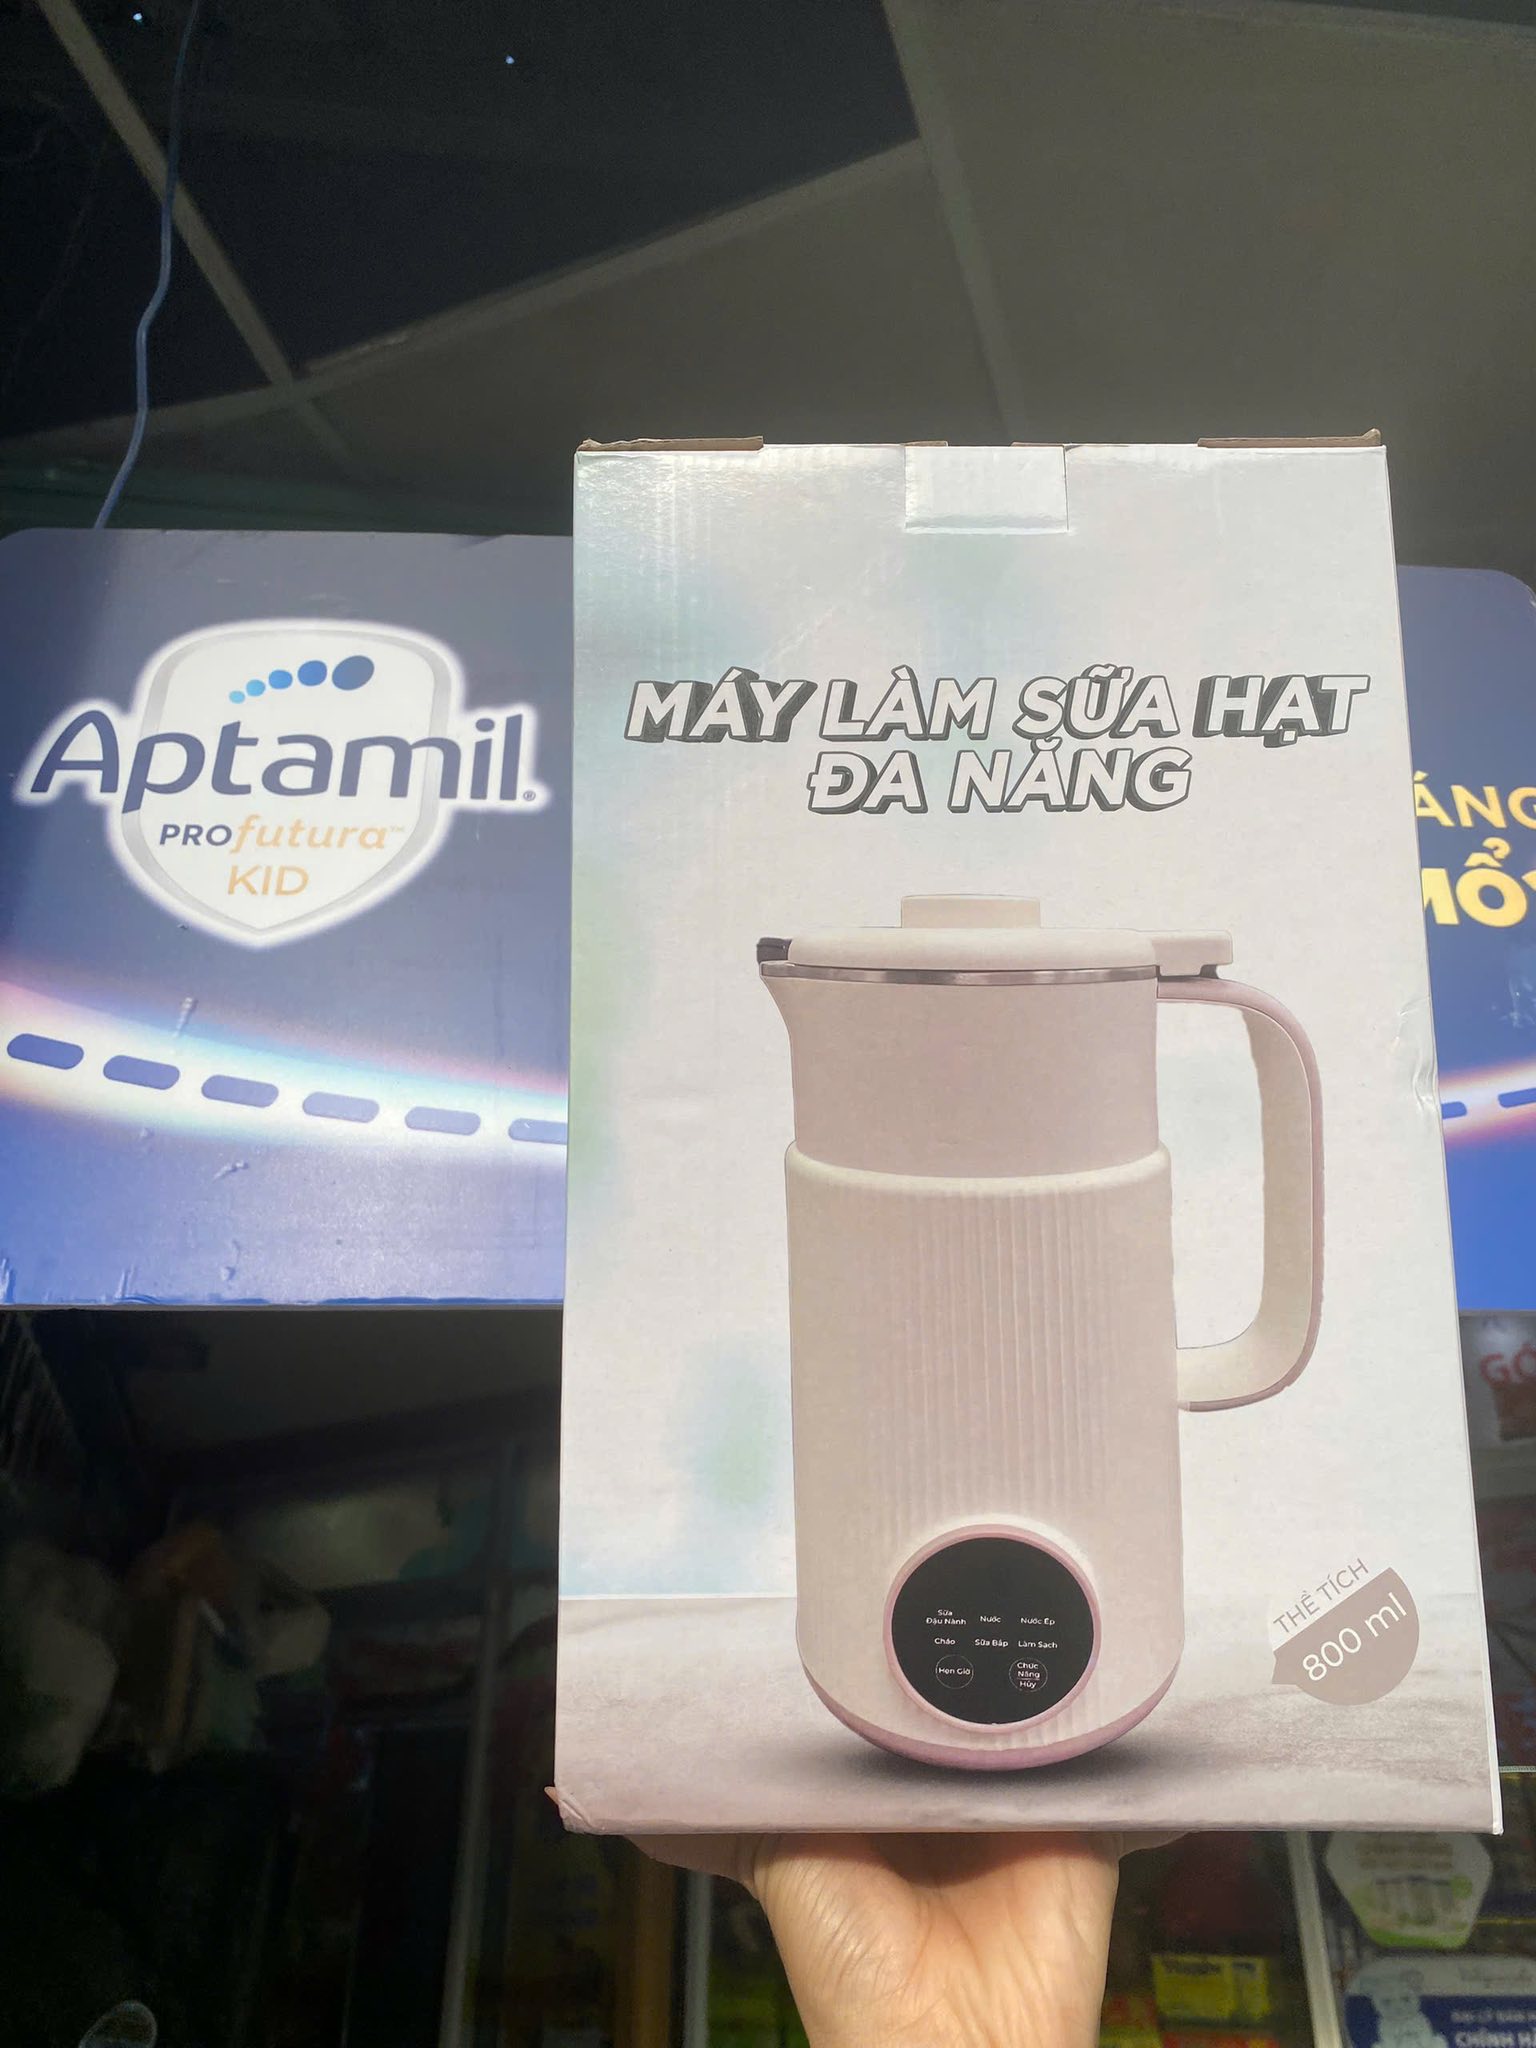 Aptamil
PROfutura™
KID
MÁY LÀM SỮA HẠT
ĐA NĂNG
Sữa
Đậu Nành
Nước
Nước Ép
Cháo
Sữa Bắp
Làm Sạch
Hẹn Giờ
Chức
Năng
Hủy
THỂ TÍCH
800 ml